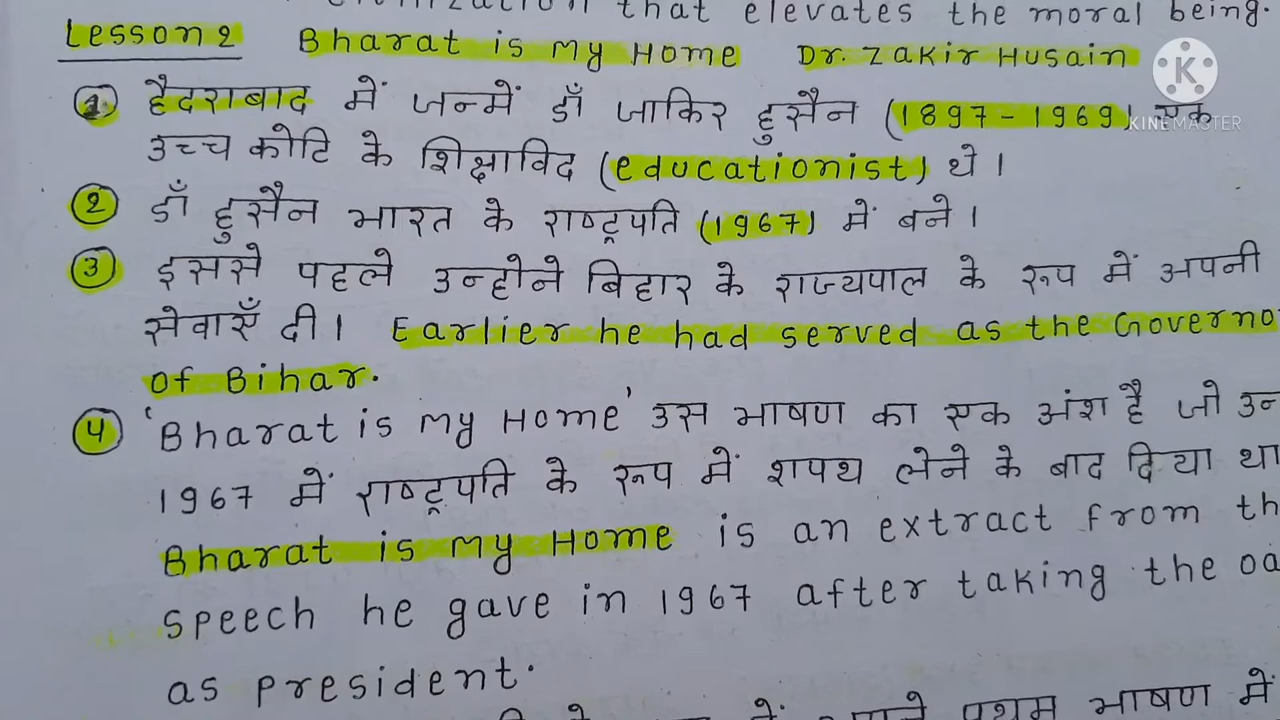 that elevates the moral being.
Lesson 2 Bharat is my Home Dr. Zakir Husain
① हैदराबाद में जन्में डॉ जाकिर हुसैन (1897-1969) एक
KINEMASTER
उच्च कोटि के शिक्षाविद (educationist) थे।
② डॉ हुसैन भारत के राष्ट्रपति (1967) में बने।
③ इससे पहले उन्होने बिहार के राज्यपाल के रूप में अपनी
सेवाएँ दी। Earlier he had served as the Governo
of Bihar.
④ 'Bharat is my Home' उस भाषण का एक अंश है जो उन
1967 में राष्ट्रपति के रूप में शपथ लेने के बाद दिया था
Bharat is my Home is an extract from th
speech he gave in 1967 after taking the oa
as president.
प्रथम भाषण में